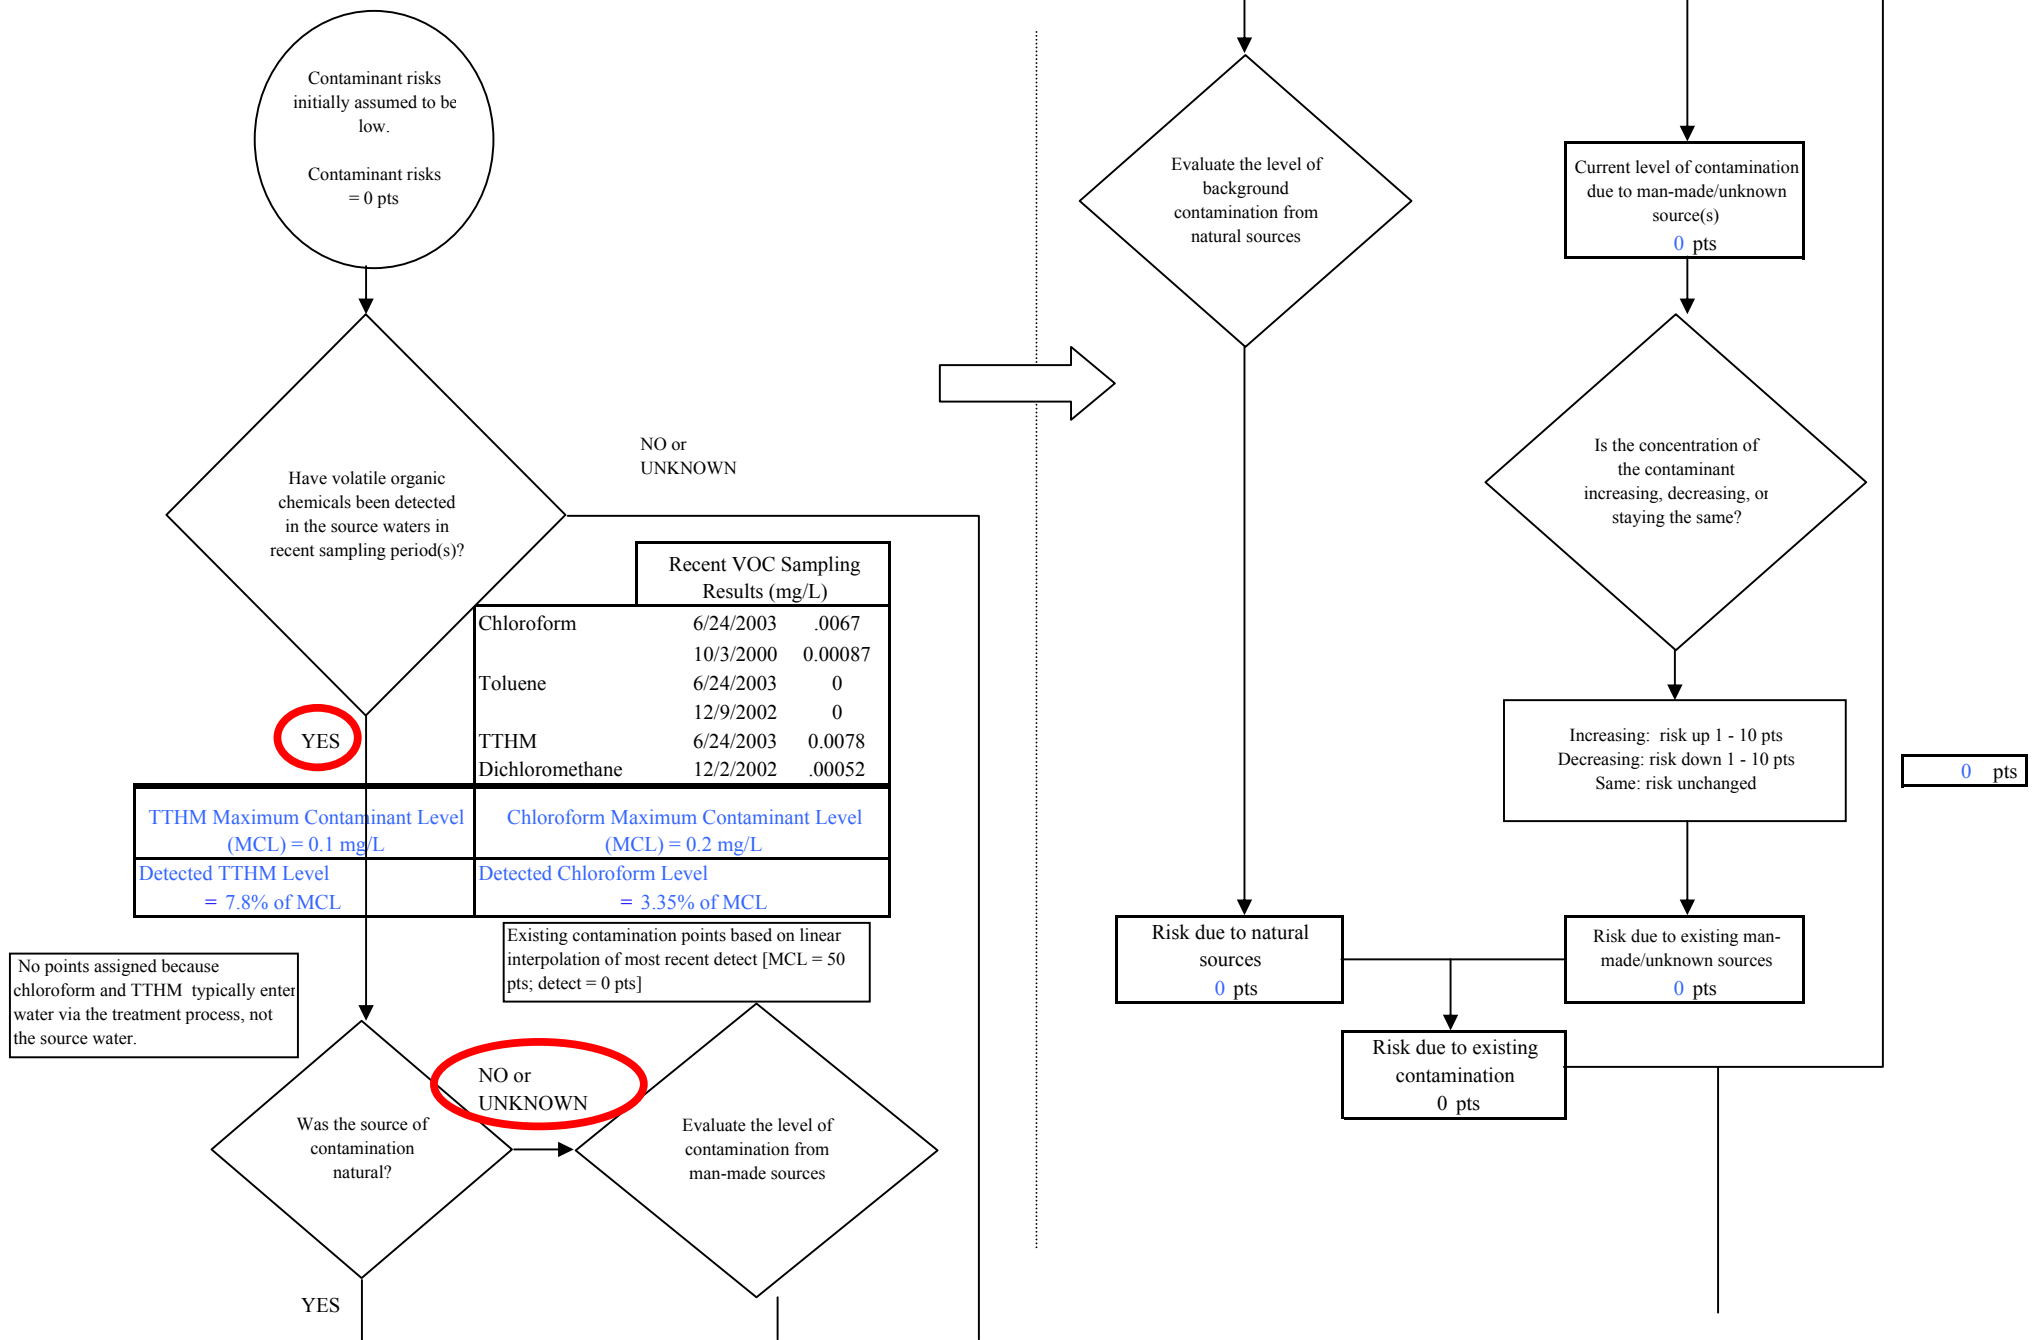 Contaminant risks
initially assumed to be
low.
Contaminant risks
= 0 pts
Have volatile organic
chemicals been detected
in the source waters in
recent sampling period(s)?
NO or
UNKNOWN
YES
Recent VOC Sampling
Results (mg/L)
Chloroform 6/24/2003 .0067
10/3/2000 0.00087
Toluene 6/24/2003 0
12/9/2002 0
TTHM 6/24/2003 0.0078
Dichloromethane 12/2/2002 .00052
TTHM Maximum Contaminant Level
(MCL) = 0.1 mg/L
Chloroform Maximum Contaminant Level
(MCL) = 0.2 mg/L
Detected TTHM Level
= 7.8% of MCL
Detected Chloroform Level
= 3.35% of MCL
No points assigned because
chloroform and TTHM typically enter
water via the treatment process, not
the source water.
Existing contamination points based on linear
interpolation of most recent detect [MCL = 50
pts; detect = 0 pts]
Was the source of
contamination
natural?
NO or
UNKNOWN
Evaluate the level of
contamination from
man-made sources
YES
Evaluate the level of
background
contamination from
natural sources
Current level of contamination
due to man-made/unknown
source(s)
0 pts
Is the concentration of
the contaminant
increasing, decreasing, or
staying the same?
Increasing: risk up 1 - 10 pts
Decreasing: risk down 1 - 10 pts
Same: risk unchanged
0 pts
Risk due to natural
sources
0 pts
Risk due to existing man-
made/unknown sources
0 pts
Risk due to existing
contamination
0 pts